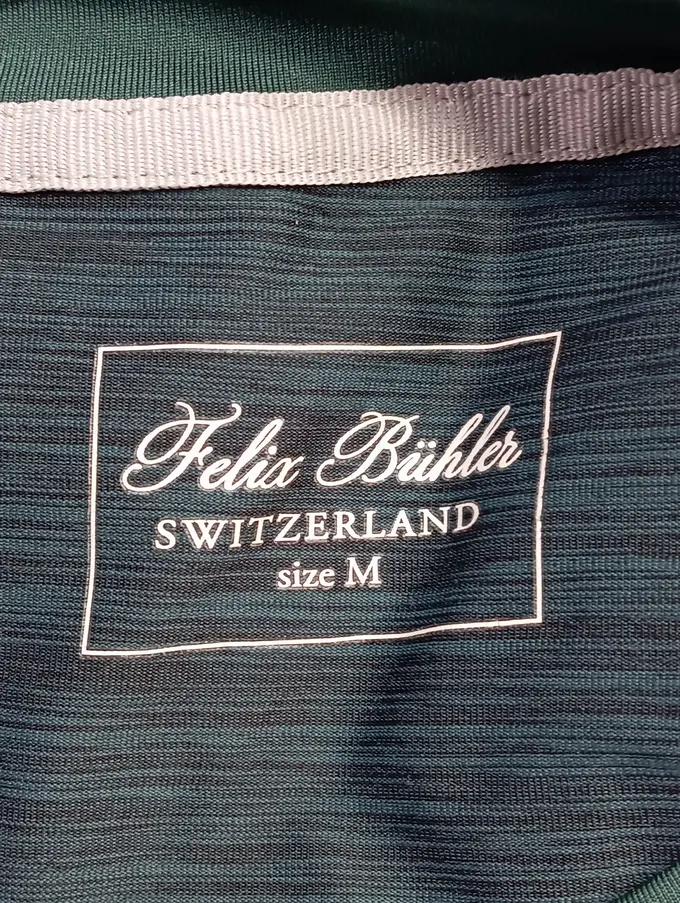 Felix Bühler
SWITZERLAND
size M